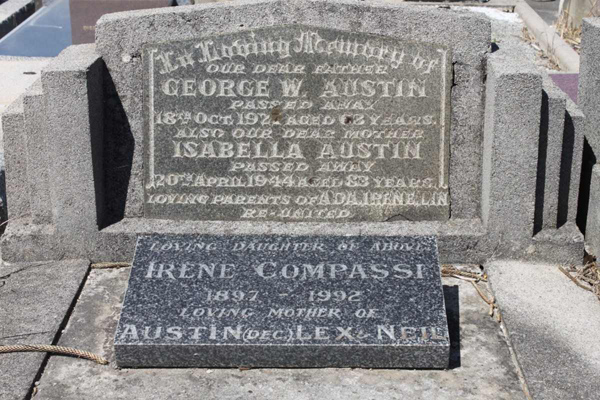 In Loving Memory of
OUR DEAR FATHER
GEORGE W. AUSTIN
PASSED AWAY
18TH OCT. AGED YEARS.
ALSO OUR DEAR MOTHER
ISABELLA AUSTIN
PASSED AWAY
20TH APRIL 1944 AGED 83 YEARS.
LOVING PARENTS OF ADA, IRENE, LIN
RE-UNITED
LOVING DAUGHTER OF ABOVE
IRENE COMPASSI
1897 - 1992
LOVING MOTHER OF
AUSTIN (DEC) LEX & NEIL